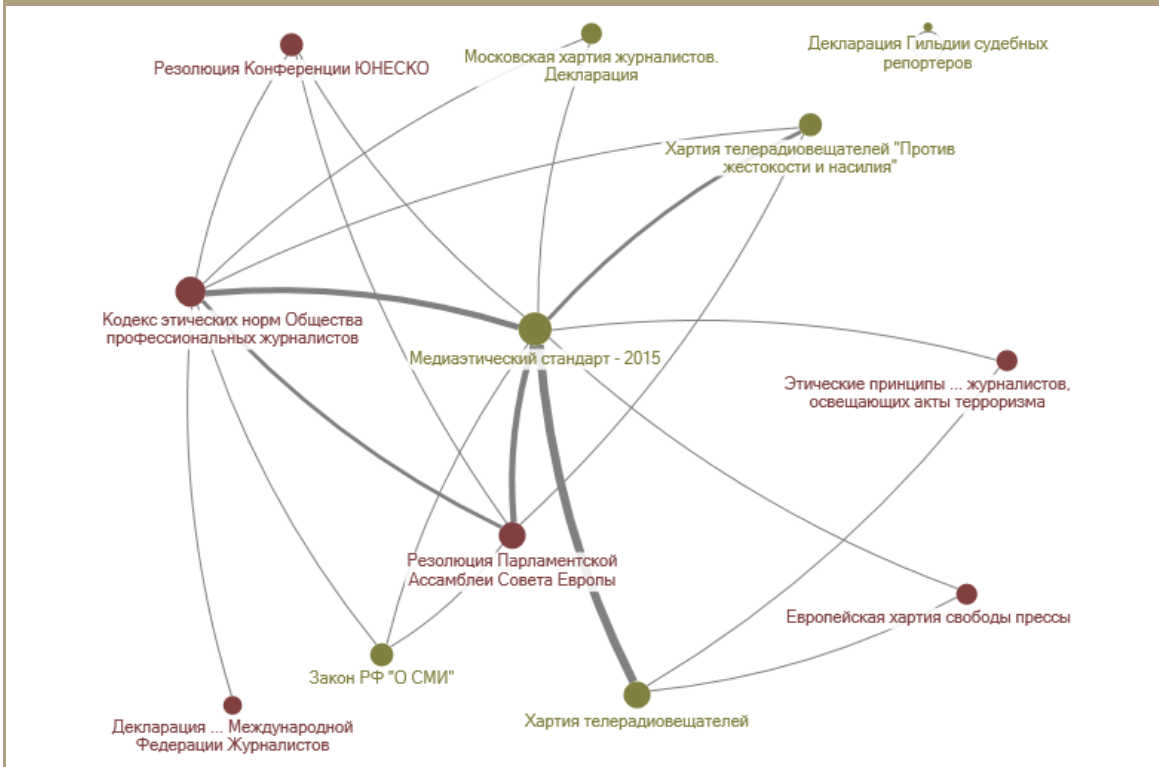 Резолюция Конференции ЮНЕСКО
Московская хартия журналистов.
Декларация
Декларация Гильдии судебных
репортеров
Хартия телерадиовещателей "Против
жестокости и насилия"
Кодекс этических норм Общества
профессиональных журналистов
Медиаэтический стандарт - 2015
Этические принципы ... журналистов,
освещающих акты терроризма
Резолюция Парламентской
Ассамблеи Совета Европы
Европейская хартия свободы прессы
Закон РФ "О СМИ"
Хартия телерадиовещателей
Декларация ... Международной
Федерации Журналистов